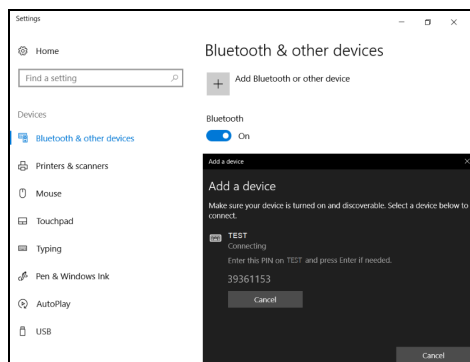 Settings
Home
Find a setting
Devices
Bluetooth & other devices
Printers & scanners
Mouse
Touchpad
Typing
Pen & Windows Ink
AutoPlay
USB
Bluetooth & other devices
Add Bluetooth or other device
Bluetooth
On
Add a device
Add a device
Make sure your device is turned on and discoverable. Select a device below to
connect.
TEST
Connecting
Enter this PIN on TEST and press Enter if needed.
39361153
Cancel
Cancel